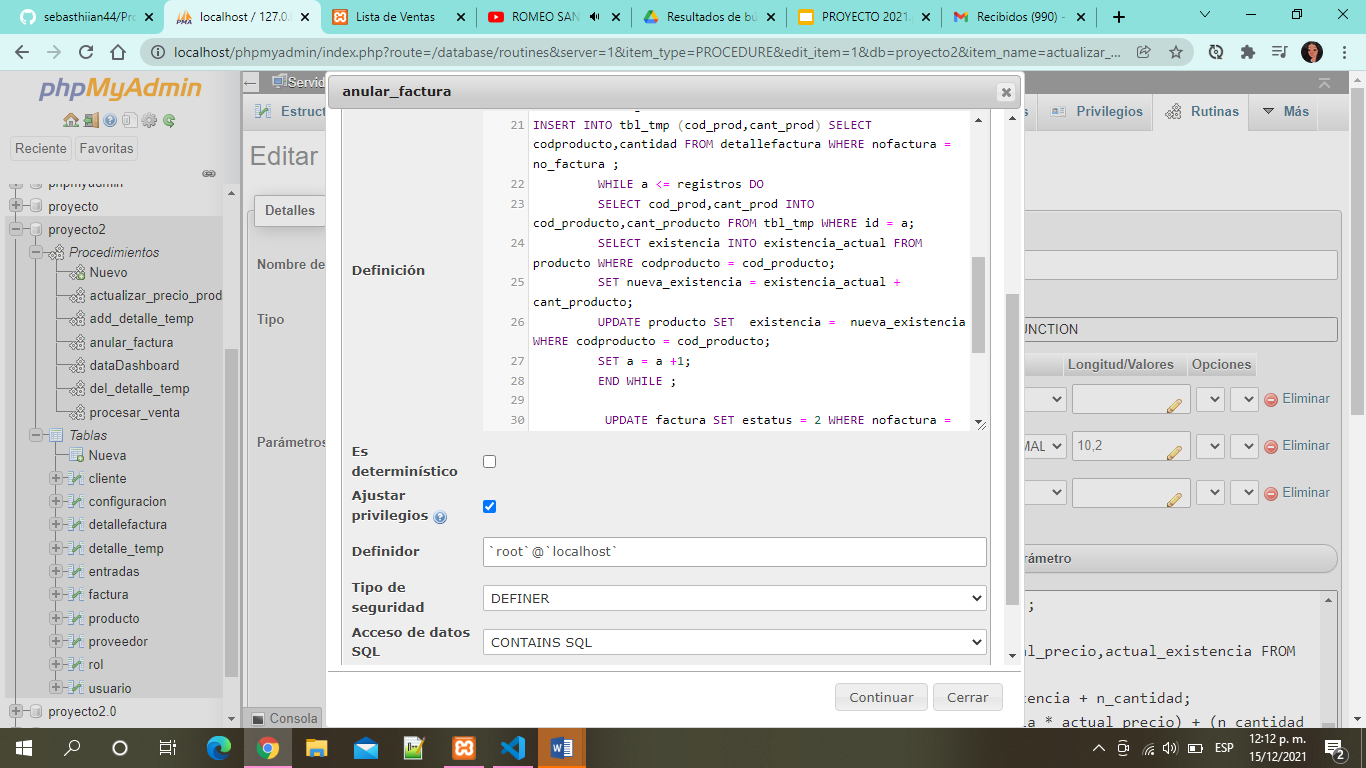 sebasthiian44/Pro
localhost / 127.0.
Lista de Ventas
ROMEO SAN
Resultados de bú
PROYECTO 2021.
Recibidos (990) -
localhost/phpmyadmin/index.php?route=/database/routines&server=1&item_type=PROCEDURE&edit_item=1&db=proyecto2&item_name=actualizar_...
phpMyAdmin
Reciente
Favoritas
phpmyadmin
proyecto
proyecto2
Procedimientos
Nuevo
actualizar_precio_prod
add_detalle_temp
anular_factura
dataDashboard
del_detalle_temp
procesar_venta
Tablas
Nueva
cliente
configuracion
detallefactura
detalle_temp
entradas
factura
producto
proveedor
rol
usuario
proyecto2.0
Servid
Estruct
Editar
Detalles
Nombre de
Tipo
Parámetros
Consola
anular_factura
Definición
21 INSERT INTO tbl_tmp (cod_prod,cant_prod) SELECT
codproducto,cantidad FROM detallefactura WHERE nofactura =
no_factura ;
22 WHILE a <= registros DO
23 SELECT cod_prod,cant_prod INTO
cod_producto,cant_producto FROM tbl_tmp WHERE id = a;
24 SELECT existencia INTO existencia_actual FROM
producto WHERE codproducto = cod_producto;
25 SET nueva_existencia = existencia_actual +
cant_producto;
26 UPDATE producto SET  existencia =  nueva_existencia
WHERE codproducto = cod_producto;
27 SET a = a +1;
28 END WHILE ;
29
30 UPDATE factura SET estatus = 2 WHERE nofactura =
Es
determinístico
Ajustar
privilegios
Definidor
`root`@`localhost`
Tipo de
seguridad
DEFINER
Acceso de datos
SQL
CONTAINS SQL
Continuar
Cerrar
s
Privilegios
Rutinas
Más
UNCTION
Longitud/Valores
Opciones
Eliminar
MAL
10,2
Eliminar
Eliminar
rámetro
;
al_precio,actual_existencia FROM
tencia + n_cantidad;
a * actual_precio) + (n_cantidad
ESP
12:12 p. m.
15/12/2021
2